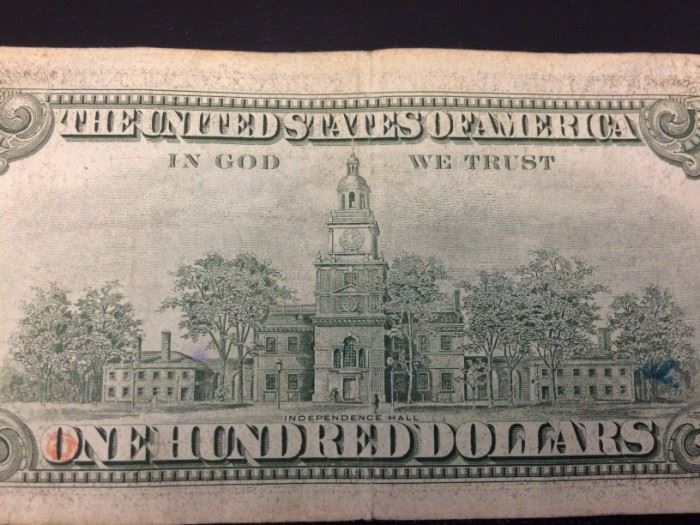 THE UNITED STATES OF AMERICA
IN GOD WE TRUST
INDEPENDENCE HALL
ONE HUNDRED DOLLARS